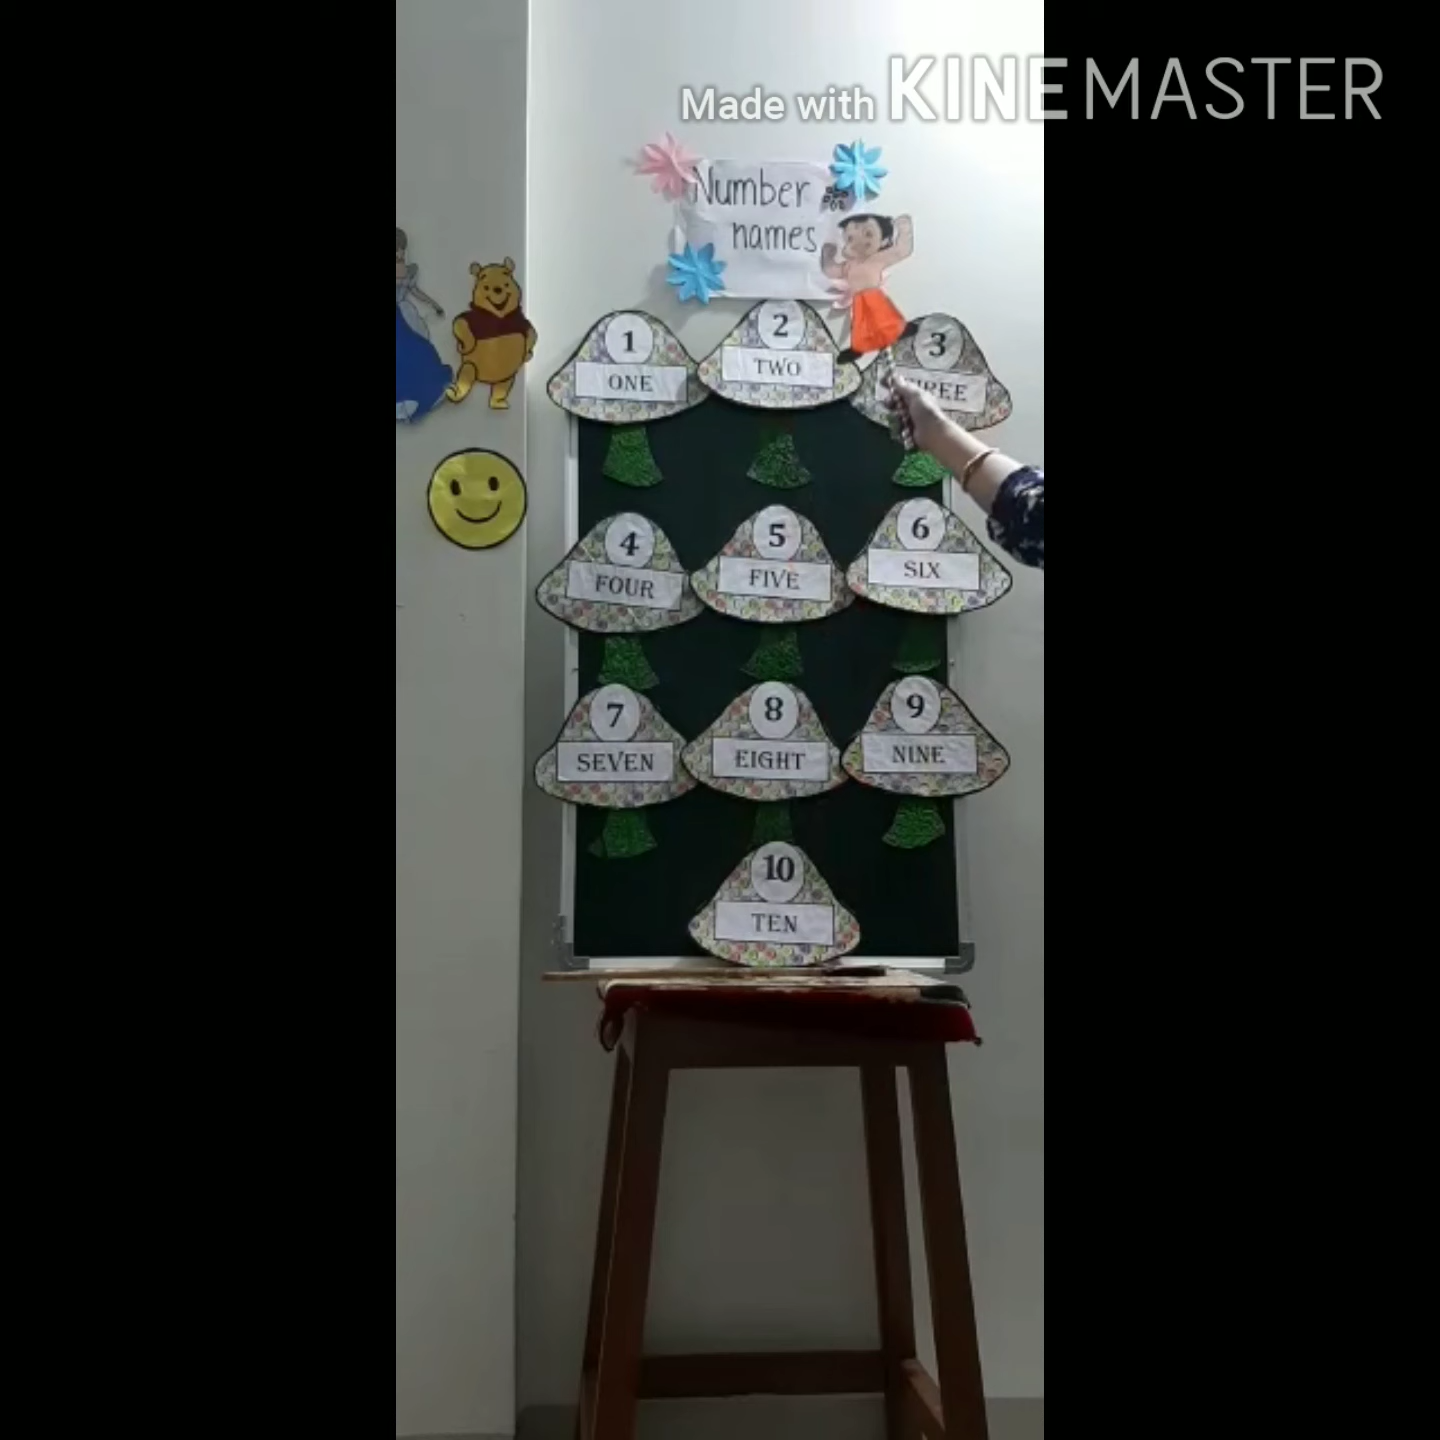 Made with KINEMASTER
Number
names
1
ONE
2
TWO
3
THREE
4
FOUR
5
FIVE
6
SIX
7
SEVEN
8
EIGHT
9
NINE
10
TEN